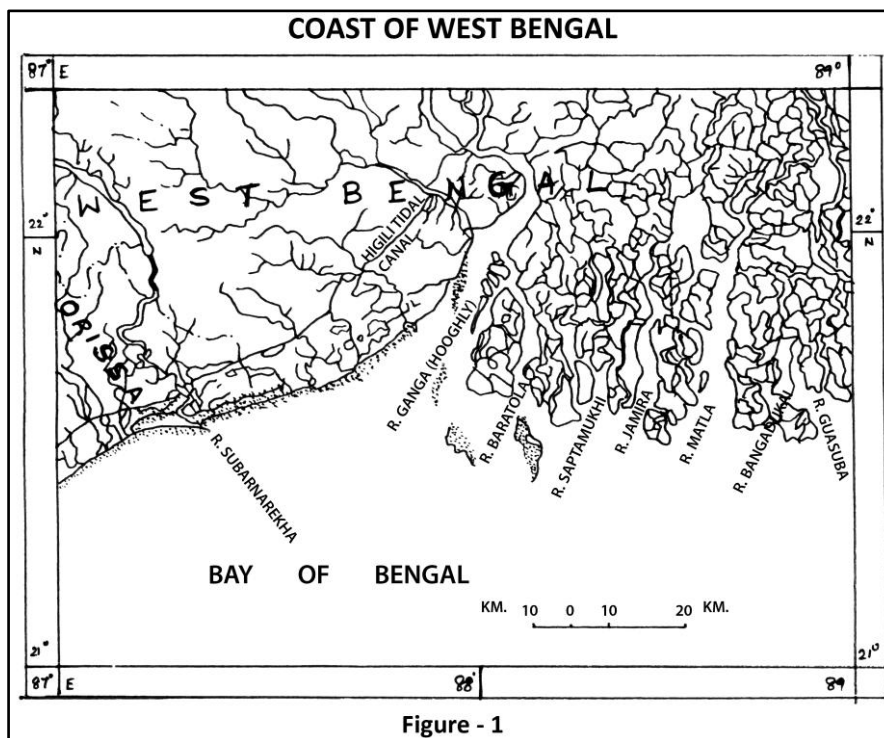 COAST OF WEST BENGAL
87° E 89°
WEST BENGAL
22° N 22° N
HIGILI TIDAL
CANAL
ORISSA
R. GANGA (HOOGHLY)
R. BARATOLA
R. SAPTAMUKHI
R. JAMIRA
R. MATLA
R. BANGADUNI
R. GUASUBA
R. SUBARNAREKHA
BAY OF BENGAL
KM. 10 0 10 20 KM.
21° 21°
87° E 88° 89
Figure - 1